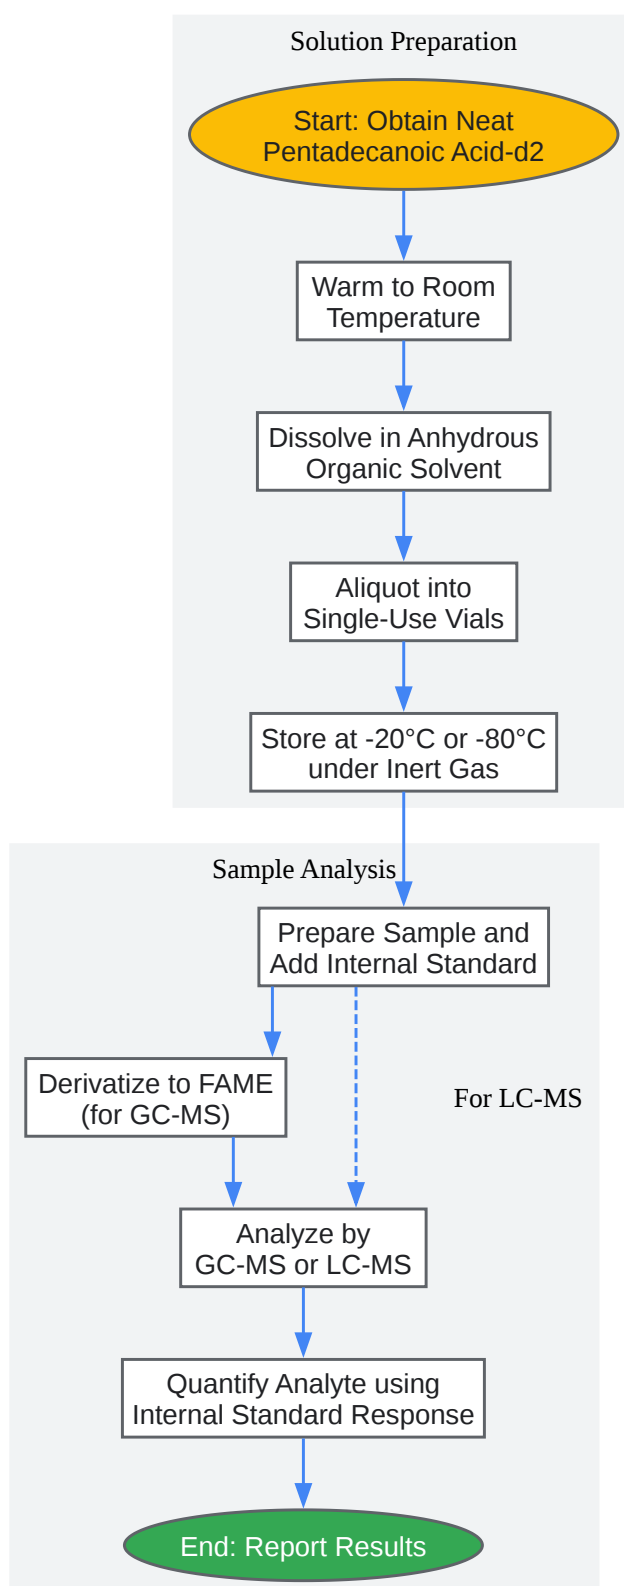 Solution Preparation
Start: Obtain Neat
Pentadecanoic Acid-d2
Warm to Room
Temperature
Dissolve in Anhydrous
Organic Solvent
Aliquot into
Single-Use Vials
Store at -20°C or -80°C
under Inert Gas
Sample Analysis
Prepare Sample and
Add Internal Standard
Derivatize to FAME
(for GC-MS)
For LC-MS
Analyze by
GC-MS or LC-MS
Quantify Analyte using
Internal Standard Response
End: Report Results